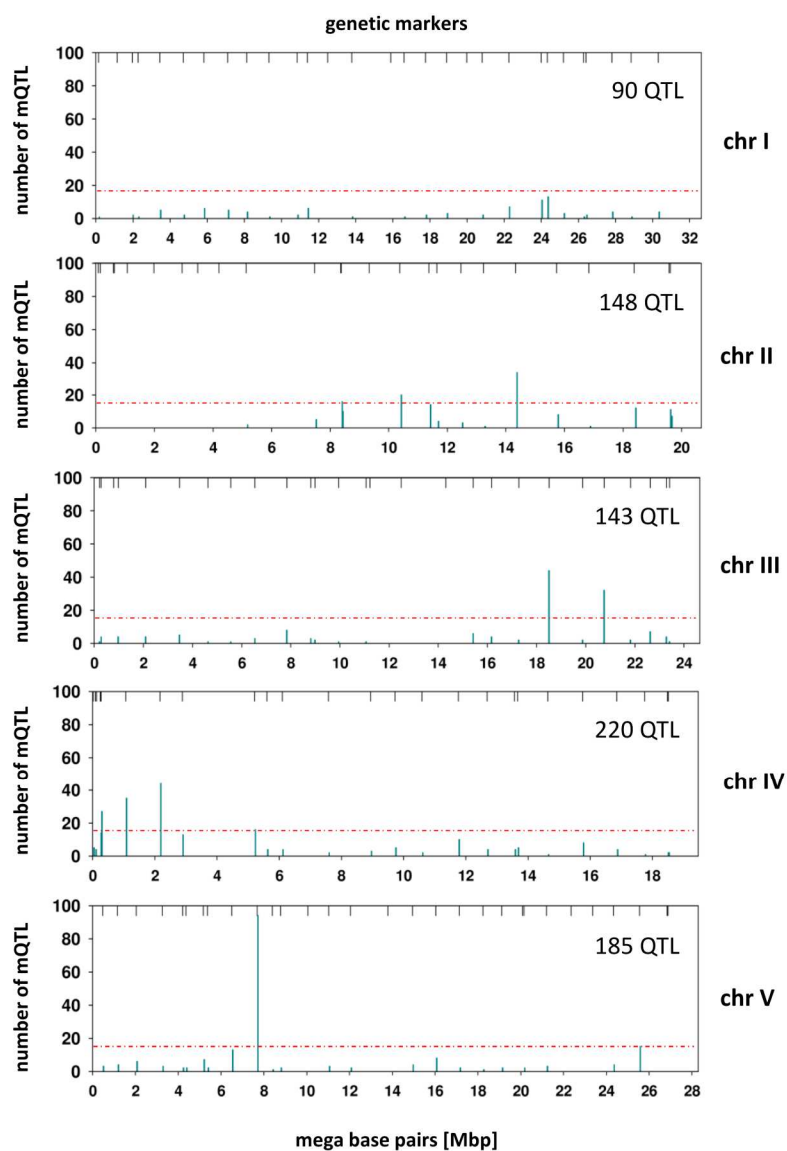 genetic markers
number of mQTL
100
80
60
40
20
0
90 QTL
chr I
0 2 4 6 8 10 12 14 16 18 20 22 24 26 28 30 32
number of mQTL
100
80
60
40
20
0
148 QTL
chr II
0 2 4 6 8 10 12 14 16 18 20
number of mQTL
100
80
60
40
20
0
143 QTL
chr III
0 2 4 6 8 10 12 14 16 18 20 22 24
number of mQTL
100
80
60
40
20
0
220 QTL
chr IV
0 2 4 6 8 10 12 14 16 18
number of mQTL
100
80
60
40
20
0
185 QTL
chr V
0 2 4 6 8 10 12 14 16 18 20 22 24 26 28
mega base pairs [Mbp]